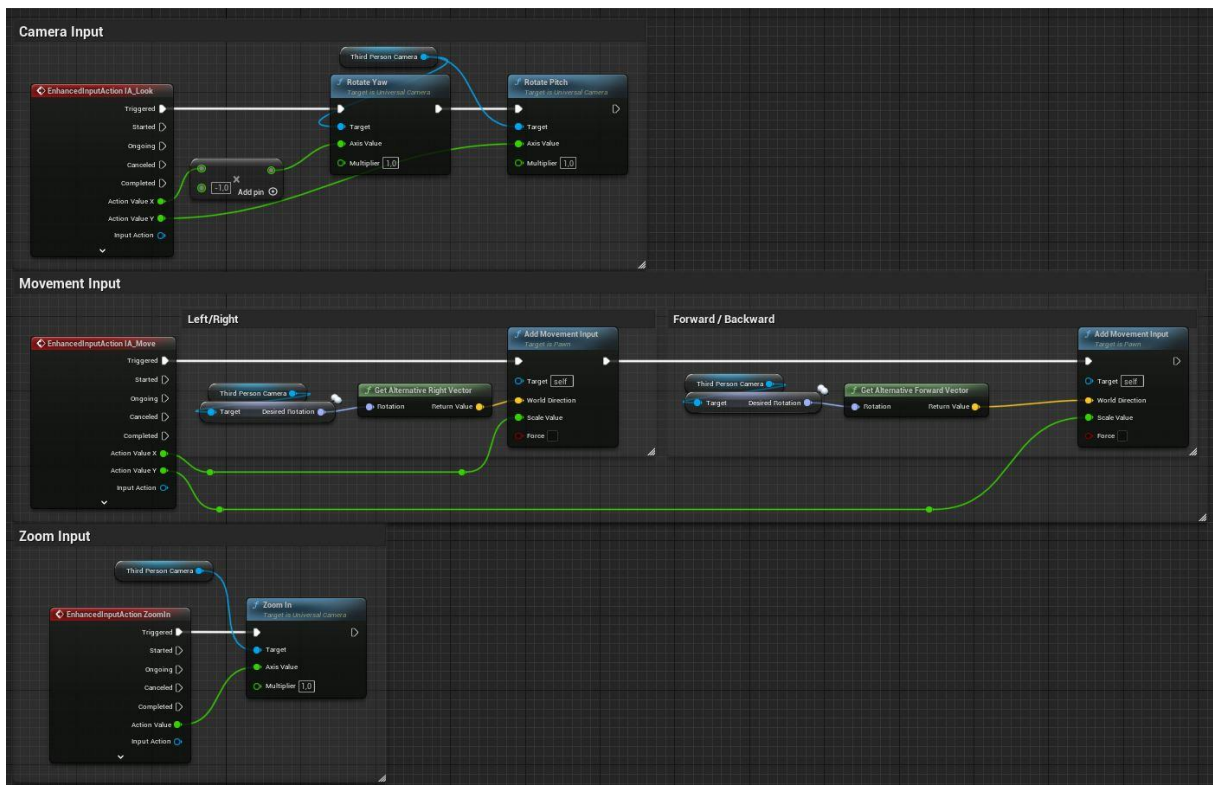 Camera Input
Third Person Camera
EnhancedInputAction IA_Look
Triggered
Started
Ongoing
Canceled
Completed
Action Value X
Action Value Y
Input Action
-1,0
×
Add pin
Rotate Yaw
Target is Universal Camera
Target
Axis Value
Multiplier 1,0
Rotate Pitch
Target is Universal Camera
Target
Axis Value
Multiplier 1,0
Movement Input
EnhancedInputAction IA_Move
Triggered
Started
Ongoing
Canceled
Completed
Action Value X
Action Value Y
Input Action
Left/Right
Third Person Camera
Target Desired Rotation
Get Alternative Right Vector
Rotation Return Value
Add Movement Input
Target is Pawn
Target self
World Direction
Scale Value
Force
Forward / Backward
Third Person Camera
Target Desired Rotation
Get Alternative Forward Vector
Rotation Return Value
Add Movement Input
Target is Pawn
Target self
World Direction
Scale Value
Force
Zoom Input
Third Person Camera
EnhancedInputAction ZoomIn
Triggered
Started
Ongoing
Canceled
Completed
Action Value
Input Action
Zoom In
Target is Universal Camera
Target
Axis Value
Multiplier 1,0